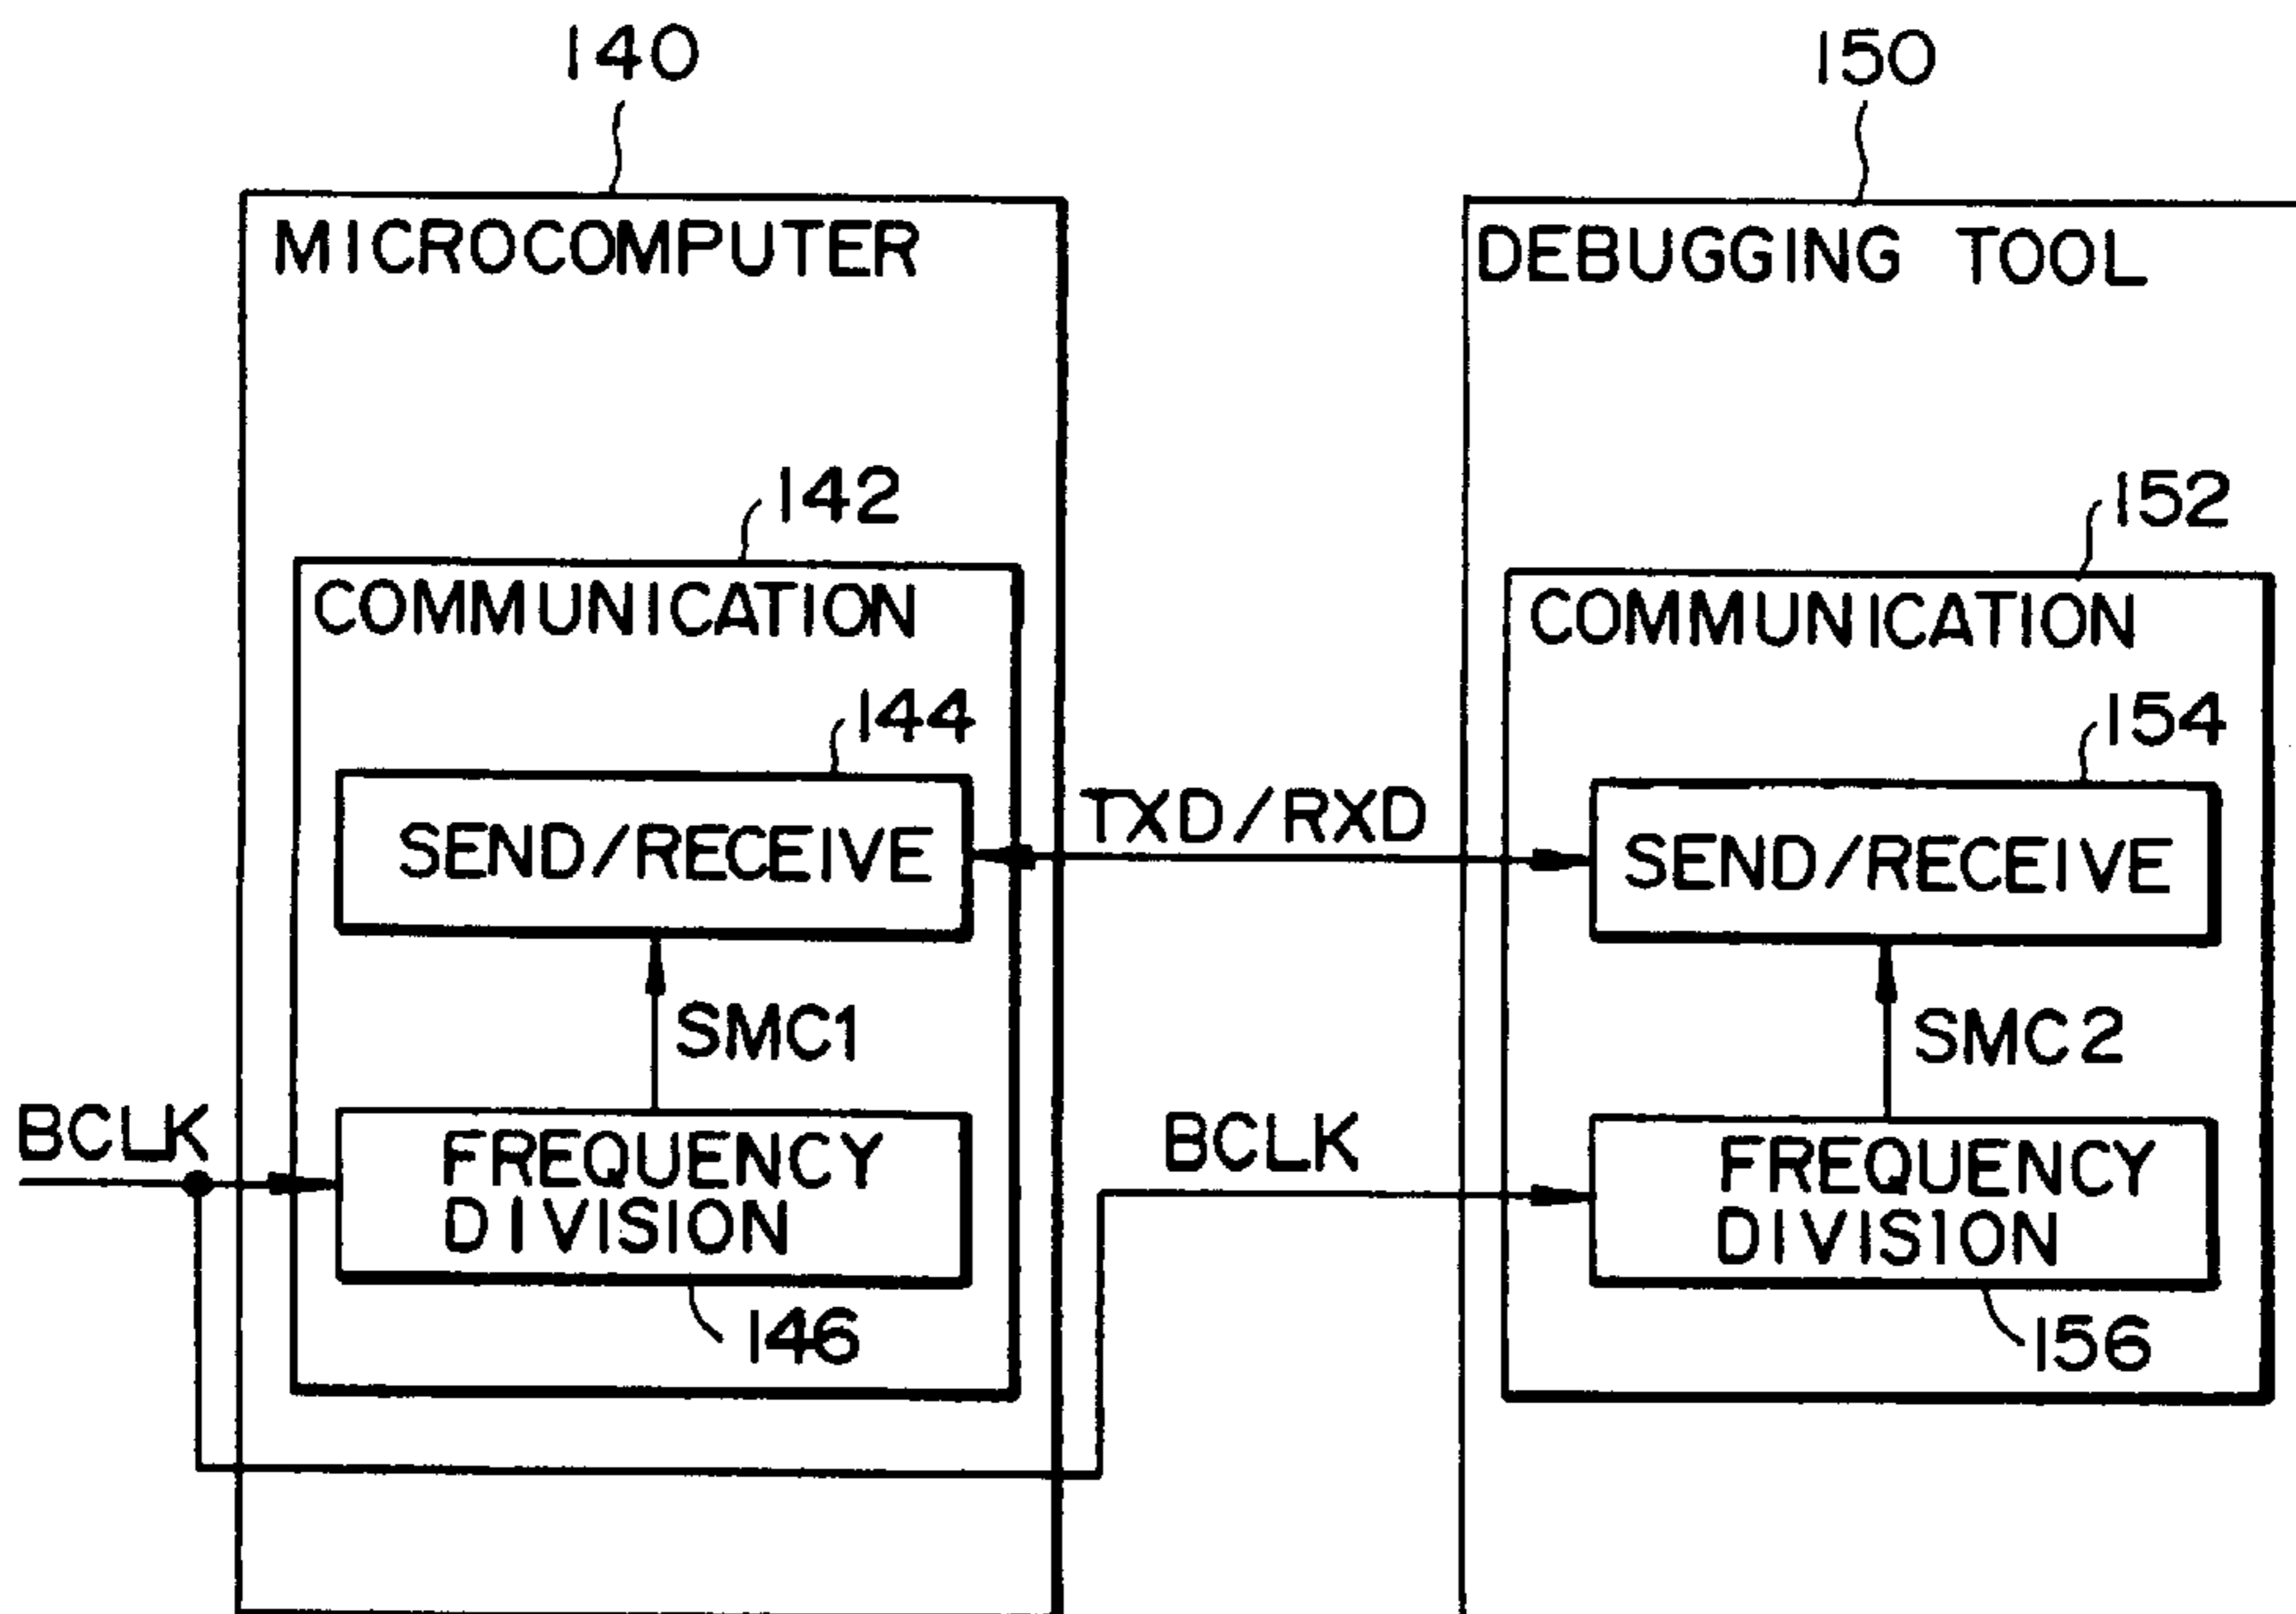 140
150
MICROCOMPUTER
DEBUGGING TOOL
142
152
COMMUNICATION
COMMUNICATION
144
154
TXD/RXD
SEND/RECEIVE
SEND/RECEIVE
SMC1
SMC2
BCLK
BCLK
FREQUENCY
DIVISION
FREQUENCY
DIVISION
146
156